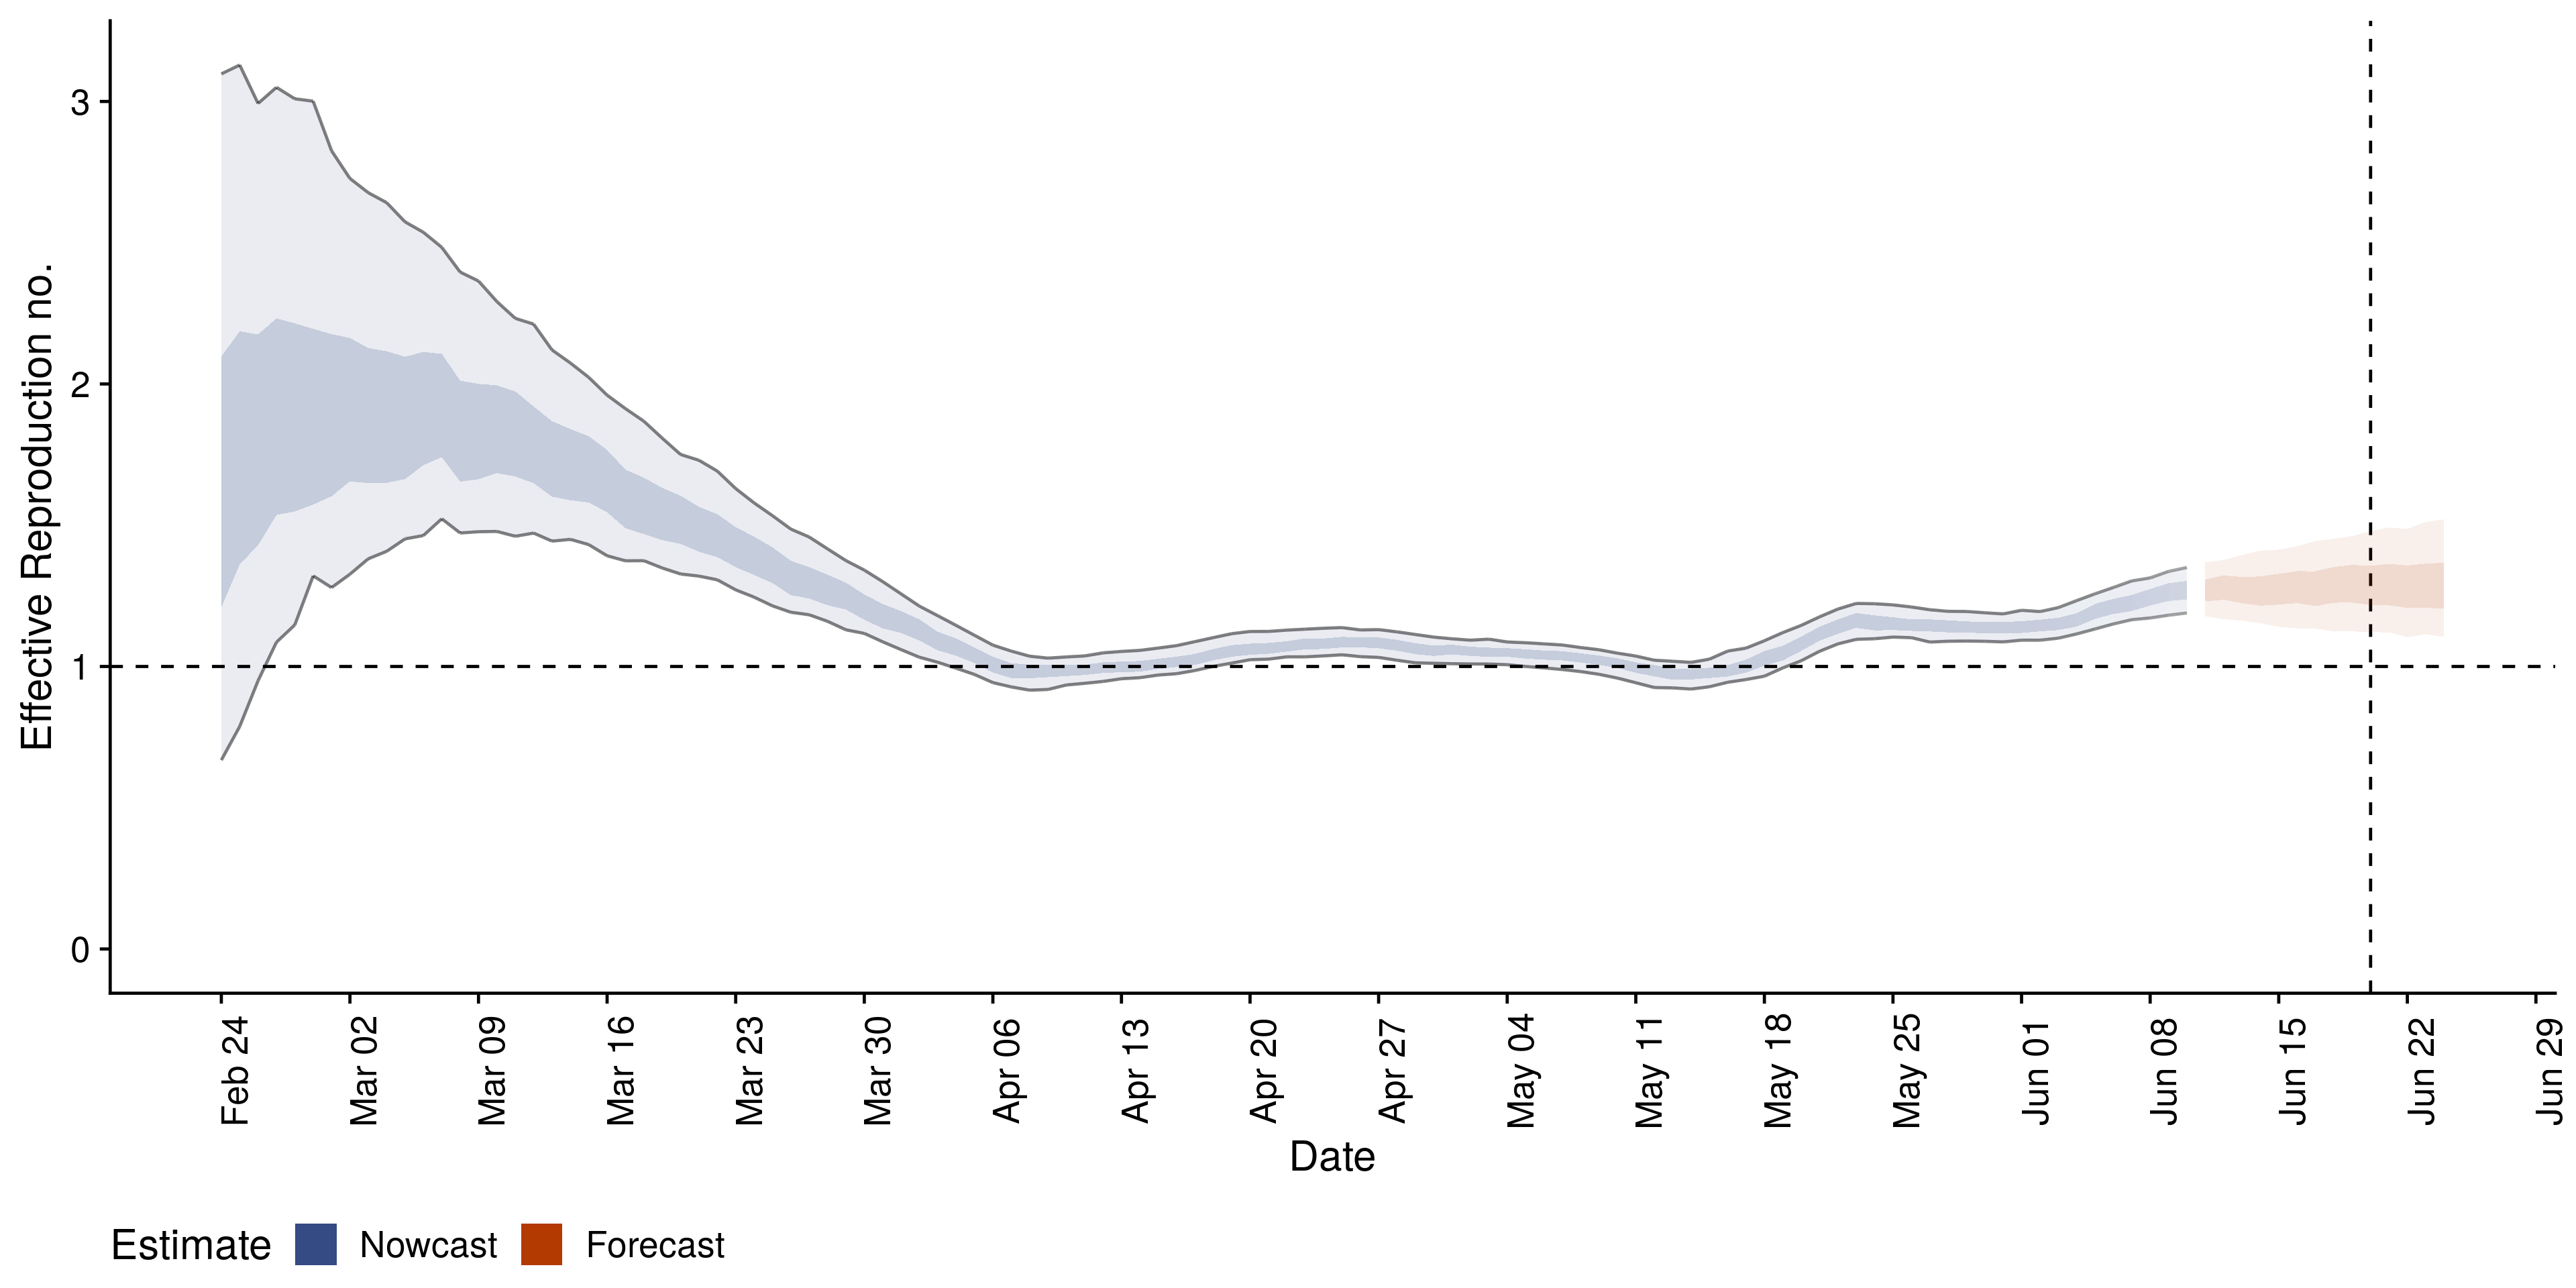 Effective Reproduction no.
3
2
1
0
Feb 24
Mar 02
Mar 09
Mar 16
Mar 23
Mar 30
Apr 06
Apr 13
Apr 20
Apr 27
May 04
May 11
May 18
May 25
Jun 01
Jun 08
Jun 15
Jun 22
Jun 29
Date
Estimate Nowcast Forecast